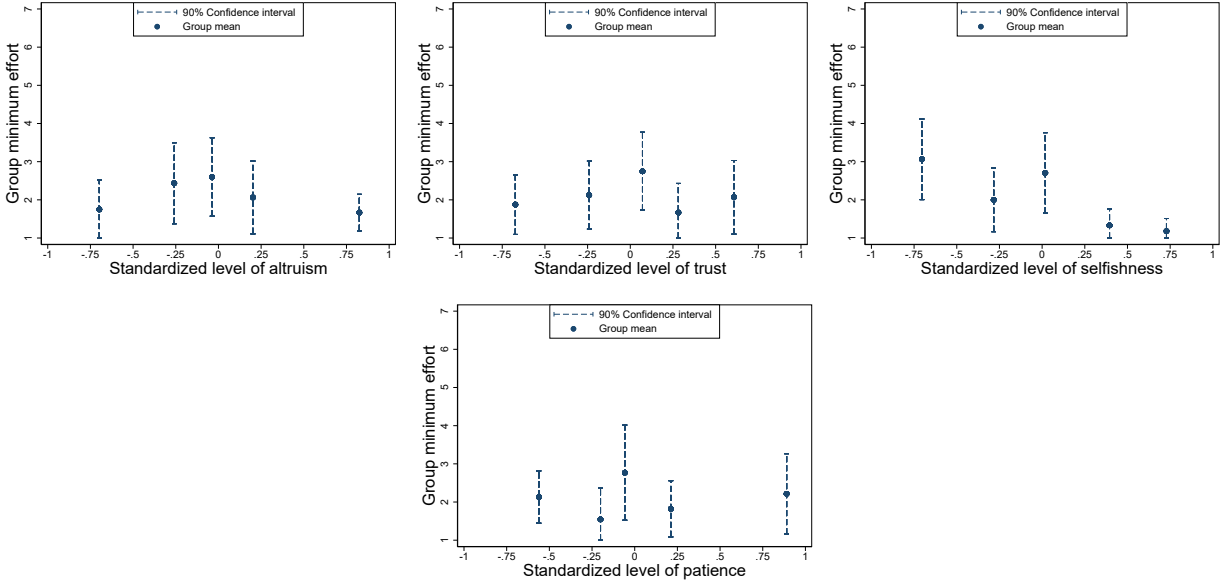 90% Confidence interval
Group mean
Group minimum effort
7
6
5
4
3
2
1
-1 -.75 -.5 -.25 0 .25 .5 .75 1
Standardized level of altruism
90% Confidence interval
Group mean
Group minimum effort
7
6
5
4
3
2
1
-1 -.75 -.5 -.25 0 .25 .5 .75 1
Standardized level of trust
90% Confidence interval
Group mean
Group minimum effort
7
6
5
4
3
2
1
-1 -.75 -.5 -.25 0 .25 .5 .75 1
Standardized level of selfishness
90% Confidence interval
Group mean
Group minimum effort
7
6
5
4
3
2
1
-1 -.75 -.5 -.25 0 .25 .5 .75 1
Standardized level of patience